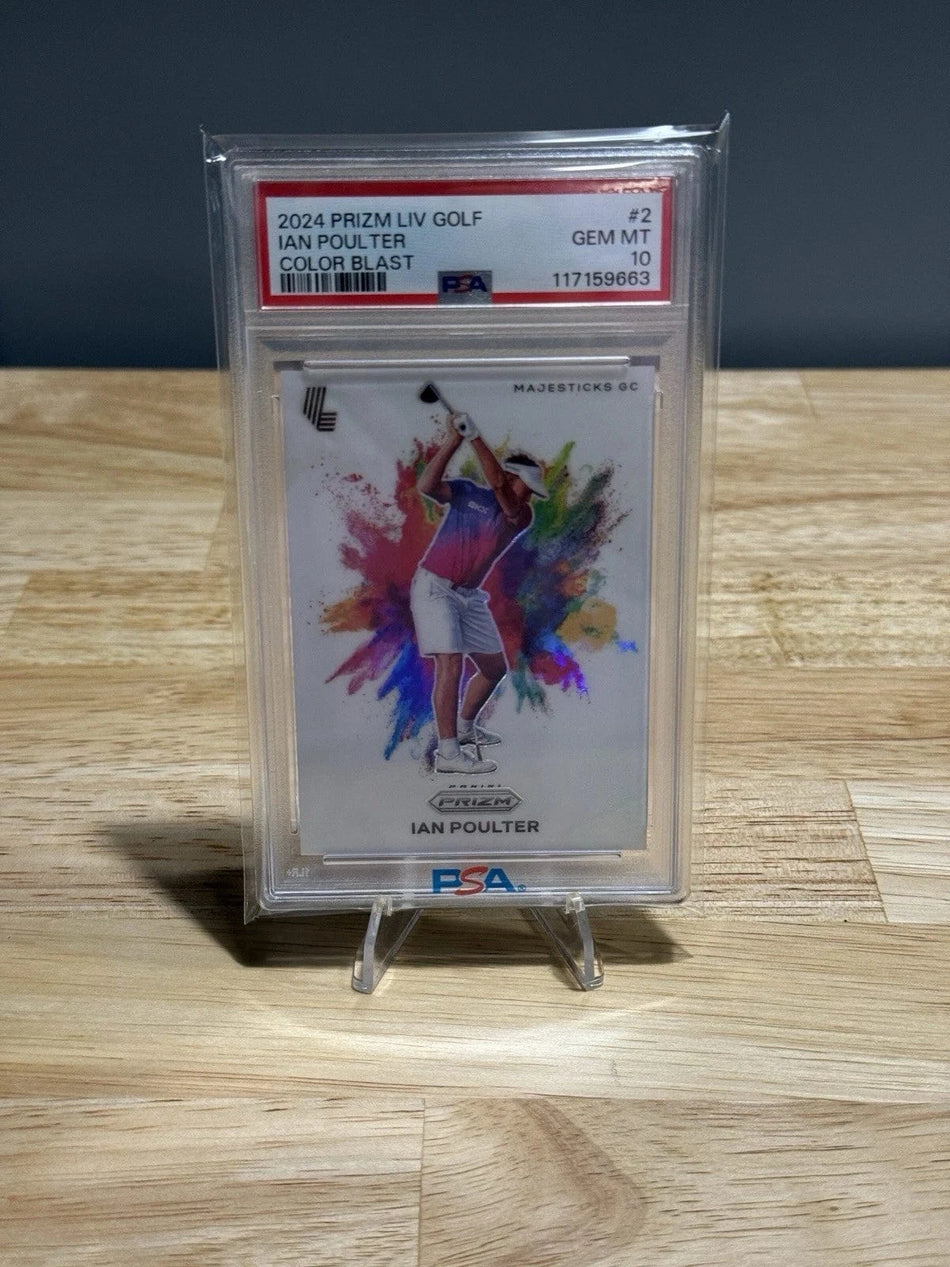 2024 PRIZM LIV GOLF #2
IAN POULTER GEM MT
COLOR BLAST 10
PSA 117159663
MAJESTICKS GC
PANINI
PRIZM
IAN POULTER
PSA